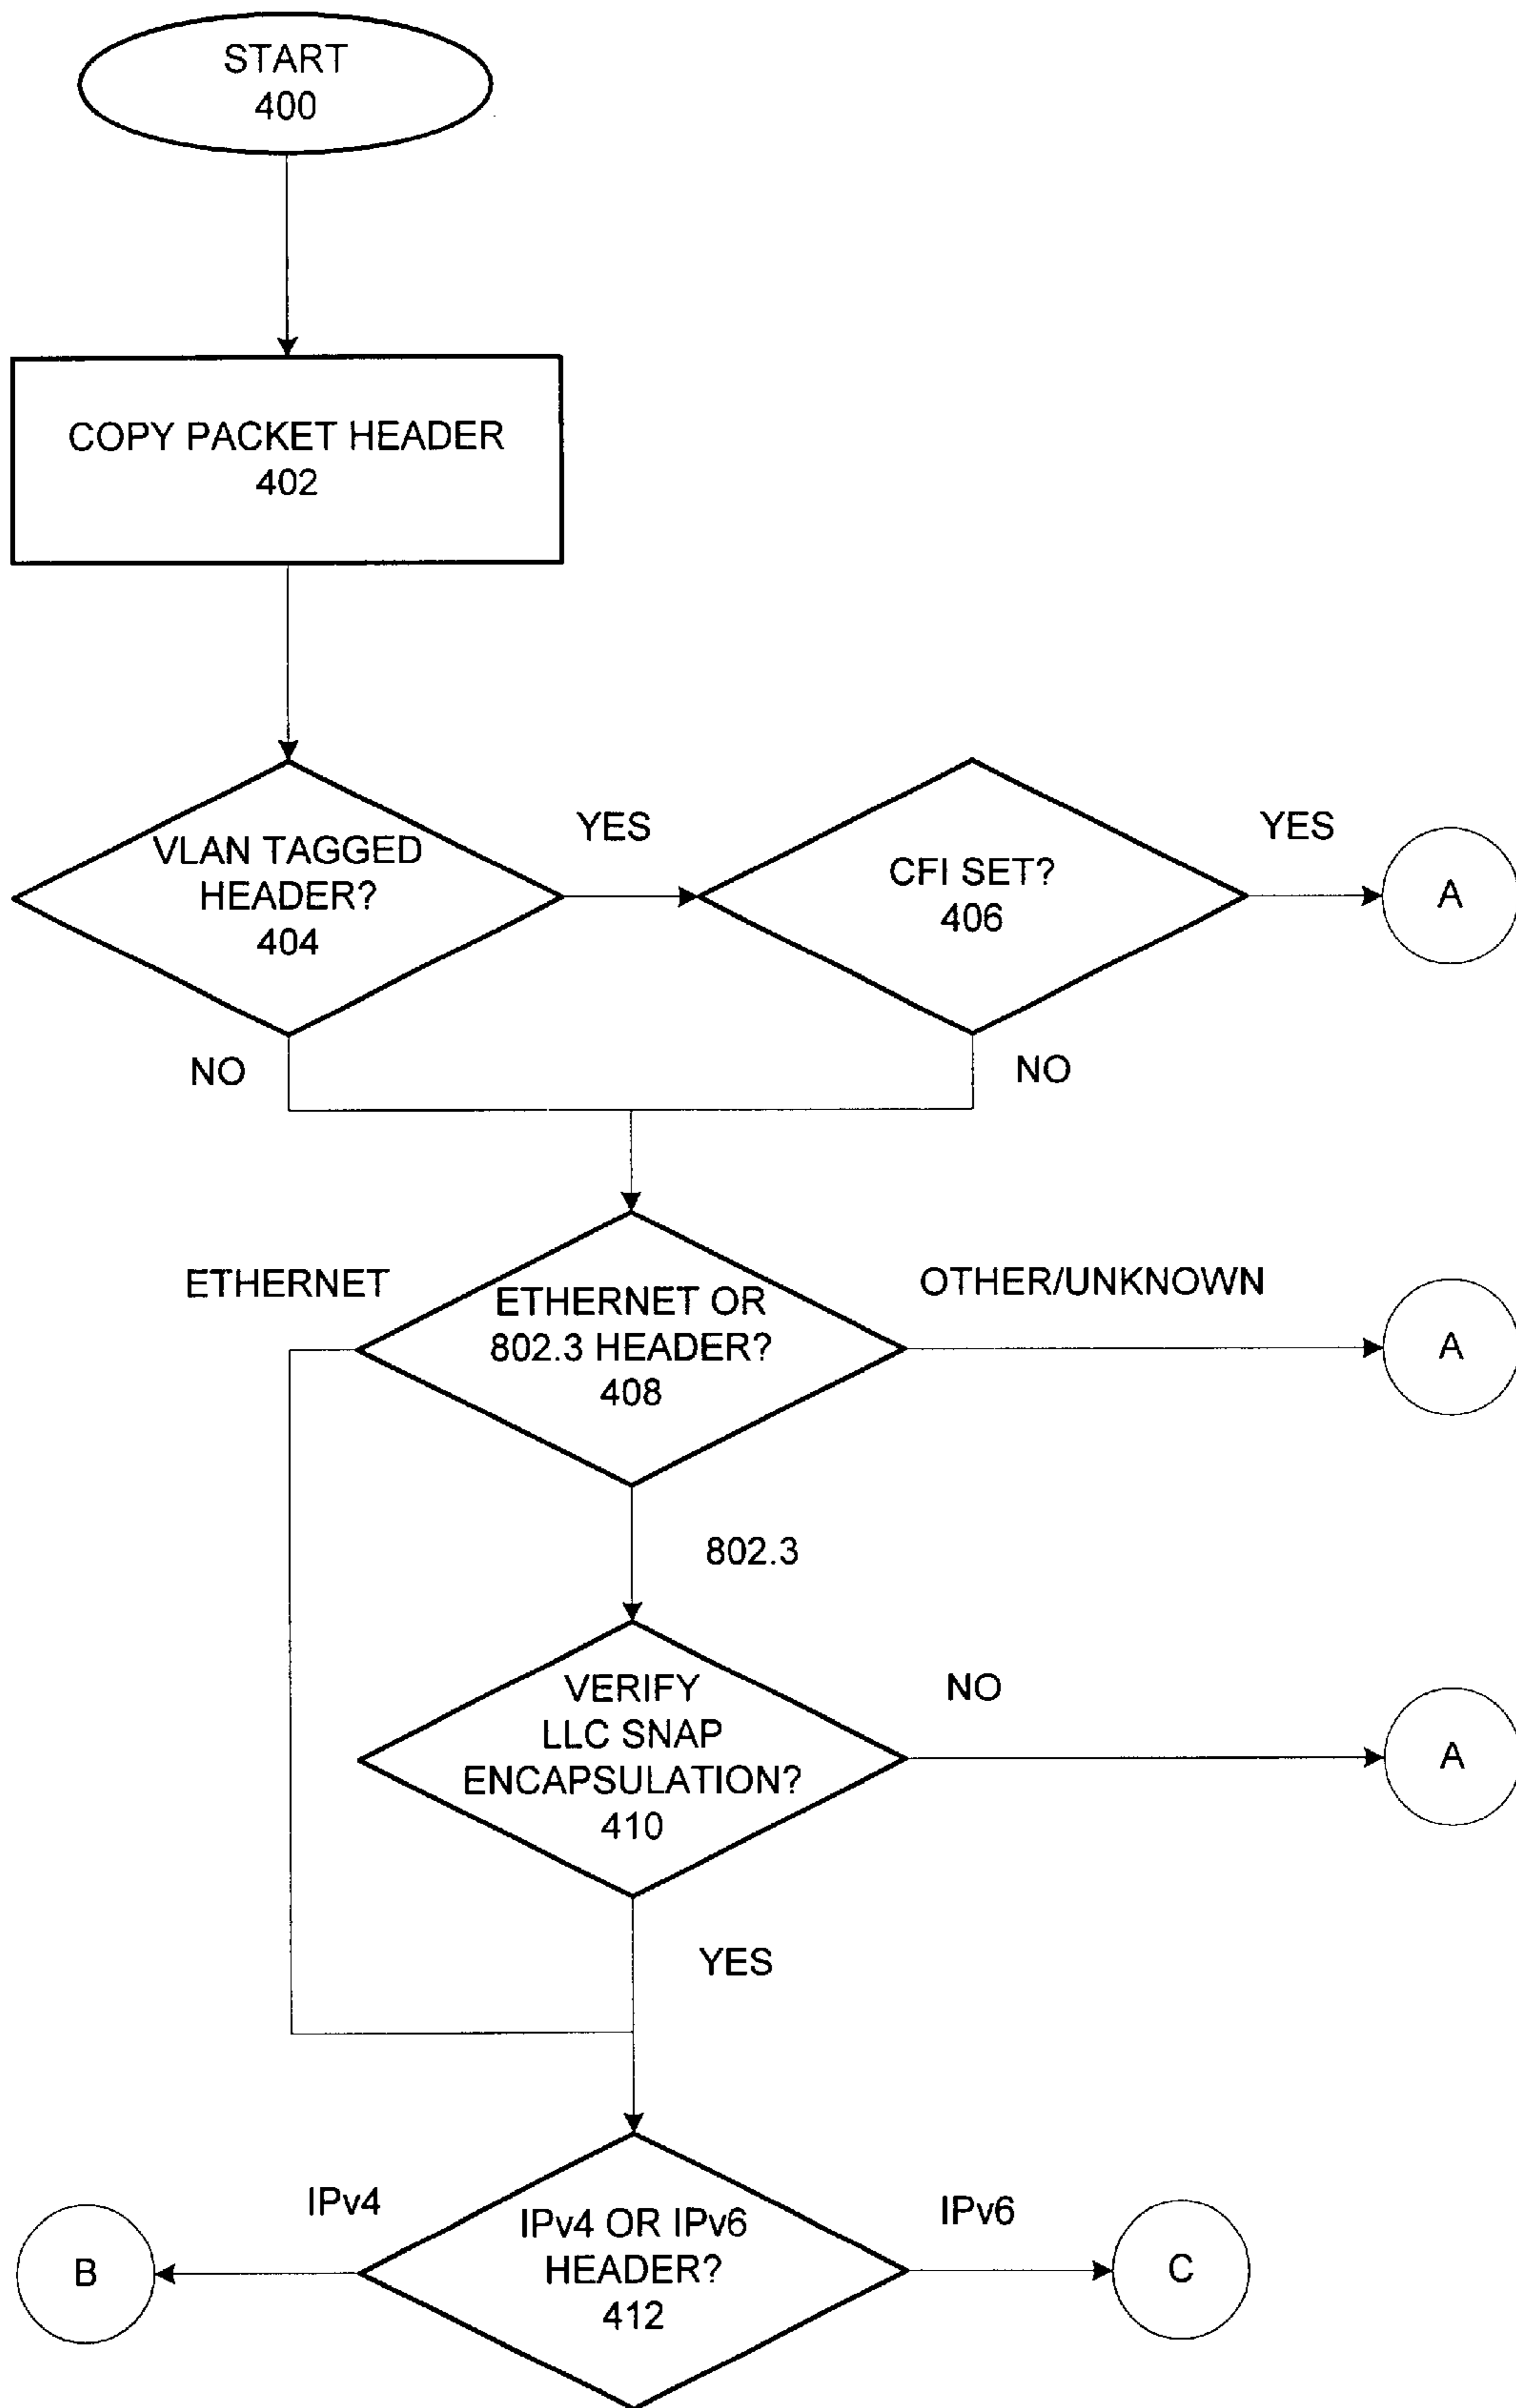 START
400
COPY PACKET HEADER
402
VLAN TAGGED
HEADER?
404
YES
CFI SET?
406
YES
A
NO
NO
ETHERNET
ETHERNET OR
802.3 HEADER?
408
OTHER/UNKNOWN
A
802.3
VERIFY
LLC SNAP
ENCAPSULATION?
410
NO
A
YES
IPv4
IPv4 OR IPv6
HEADER?
412
IPv6
B
C